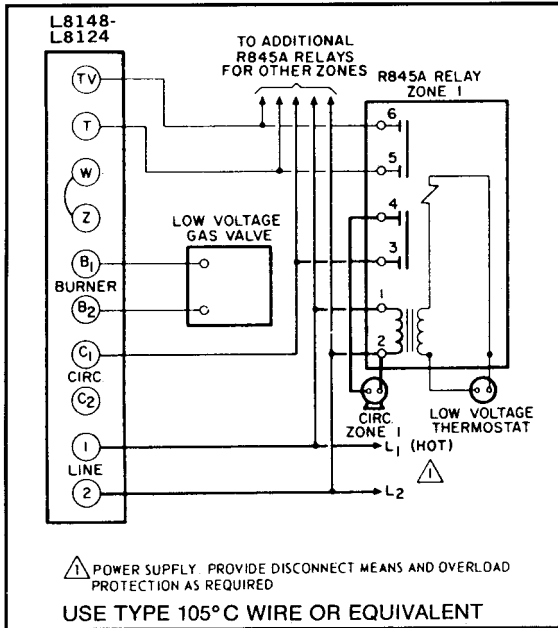 L8148-
L8124
TO ADDITIONAL
R845A RELAYS
FOR OTHER ZONES
R845A RELAY
ZONE 1
TV
T
W
Z
B1
BURNER
B2
C1
CIRC
C2
1
LINE
2
LOW VOLTAGE
GAS VALVE
6
5
4
3
1
2
CIRC.
ZONE 1
LOW VOLTAGE
THERMOSTAT
L1 (HOT)
1
L2
1 POWER SUPFLY. PROVIDE DISCONNECT MEANS AND OVERLOAD
PROTECTION AS REQUIRED
USE TYPE 105°C WIRE OR EQUIVALENT